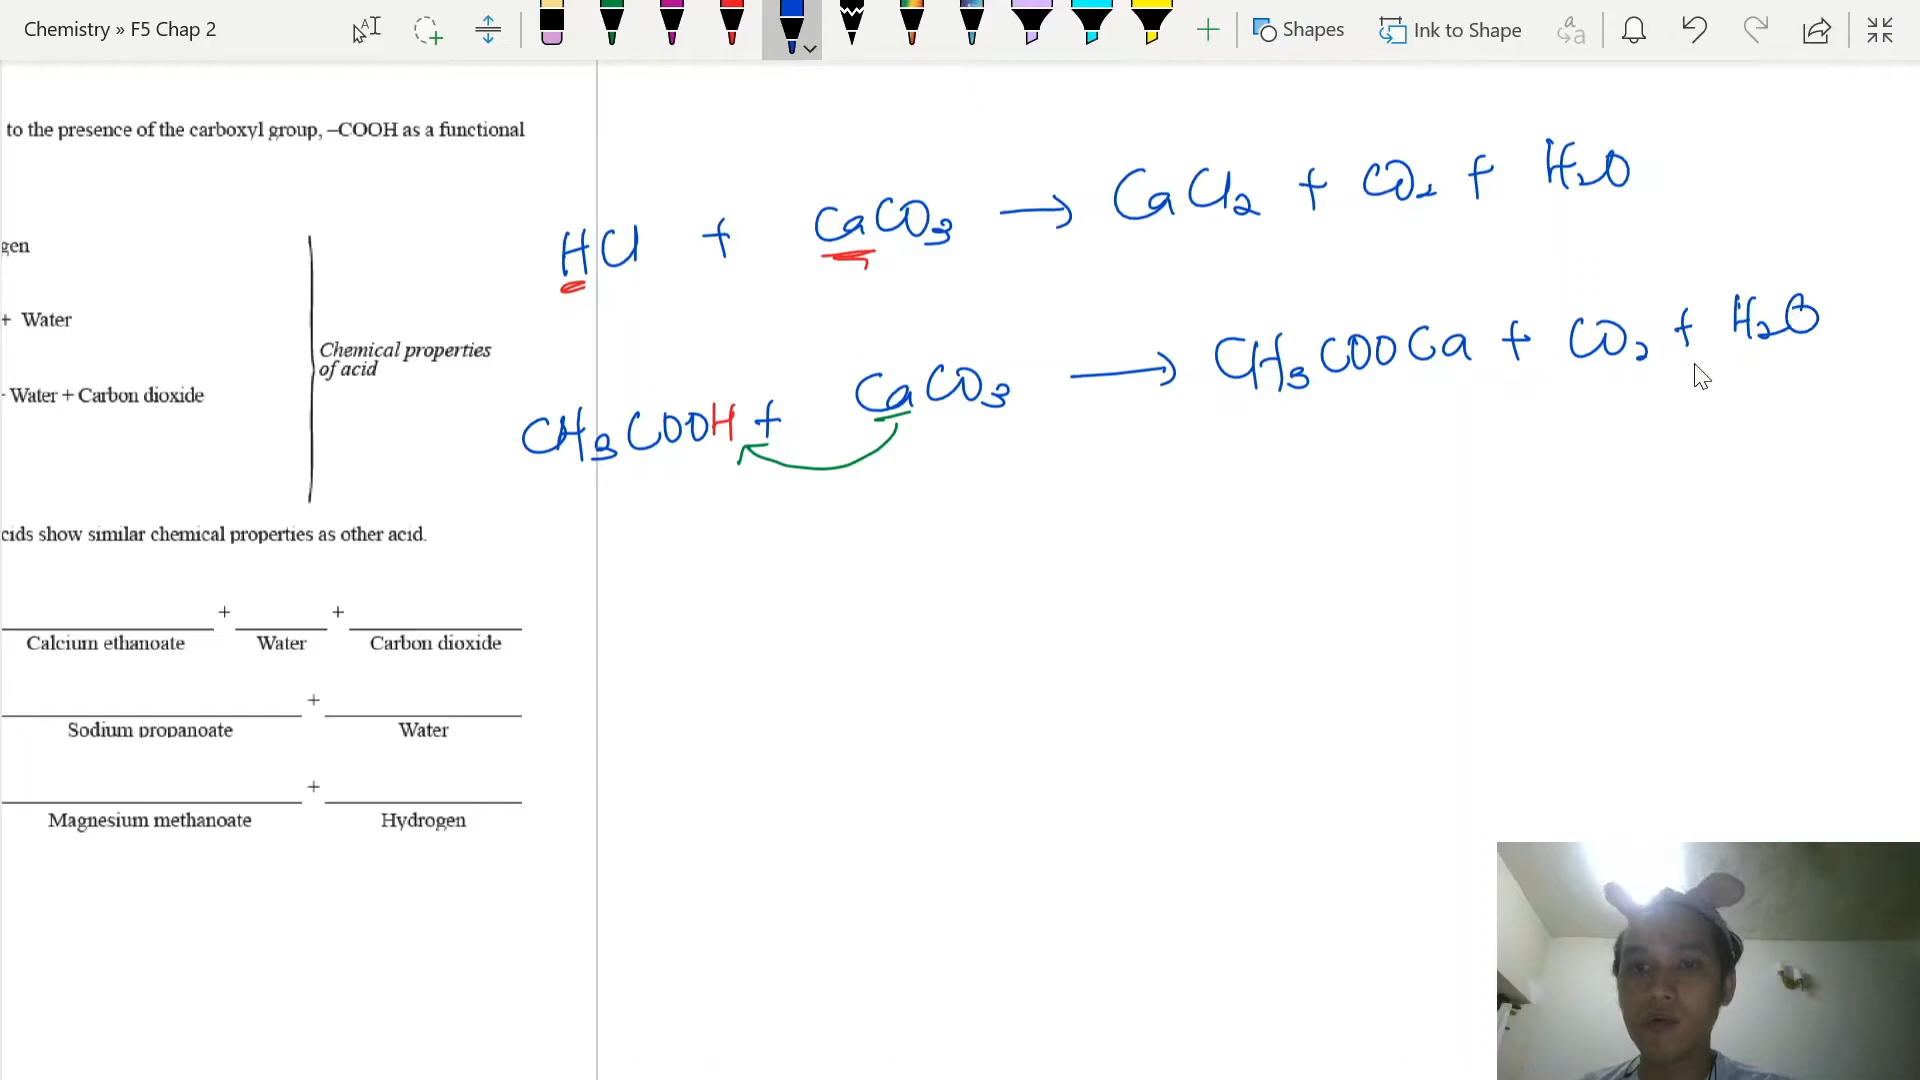 Chemistry » F5 Chap 2
Shapes
Ink to Shape
to the presence of the carboxyl group, –COOH as a functional
HCl + CaCO3 → CaCl2 + CO2 + H2O
gen
+ Water
Chemical properties
of acid
Water + Carbon dioxide
CH3COOH + CaCO3 → CH3COOCa + CO2 + H2O
cids show similar chemical properties as other acid.
+ +
Calcium ethanoate Water Carbon dioxide
+
Sodium propanoate Water
+
Magnesium methanoate Hydrogen